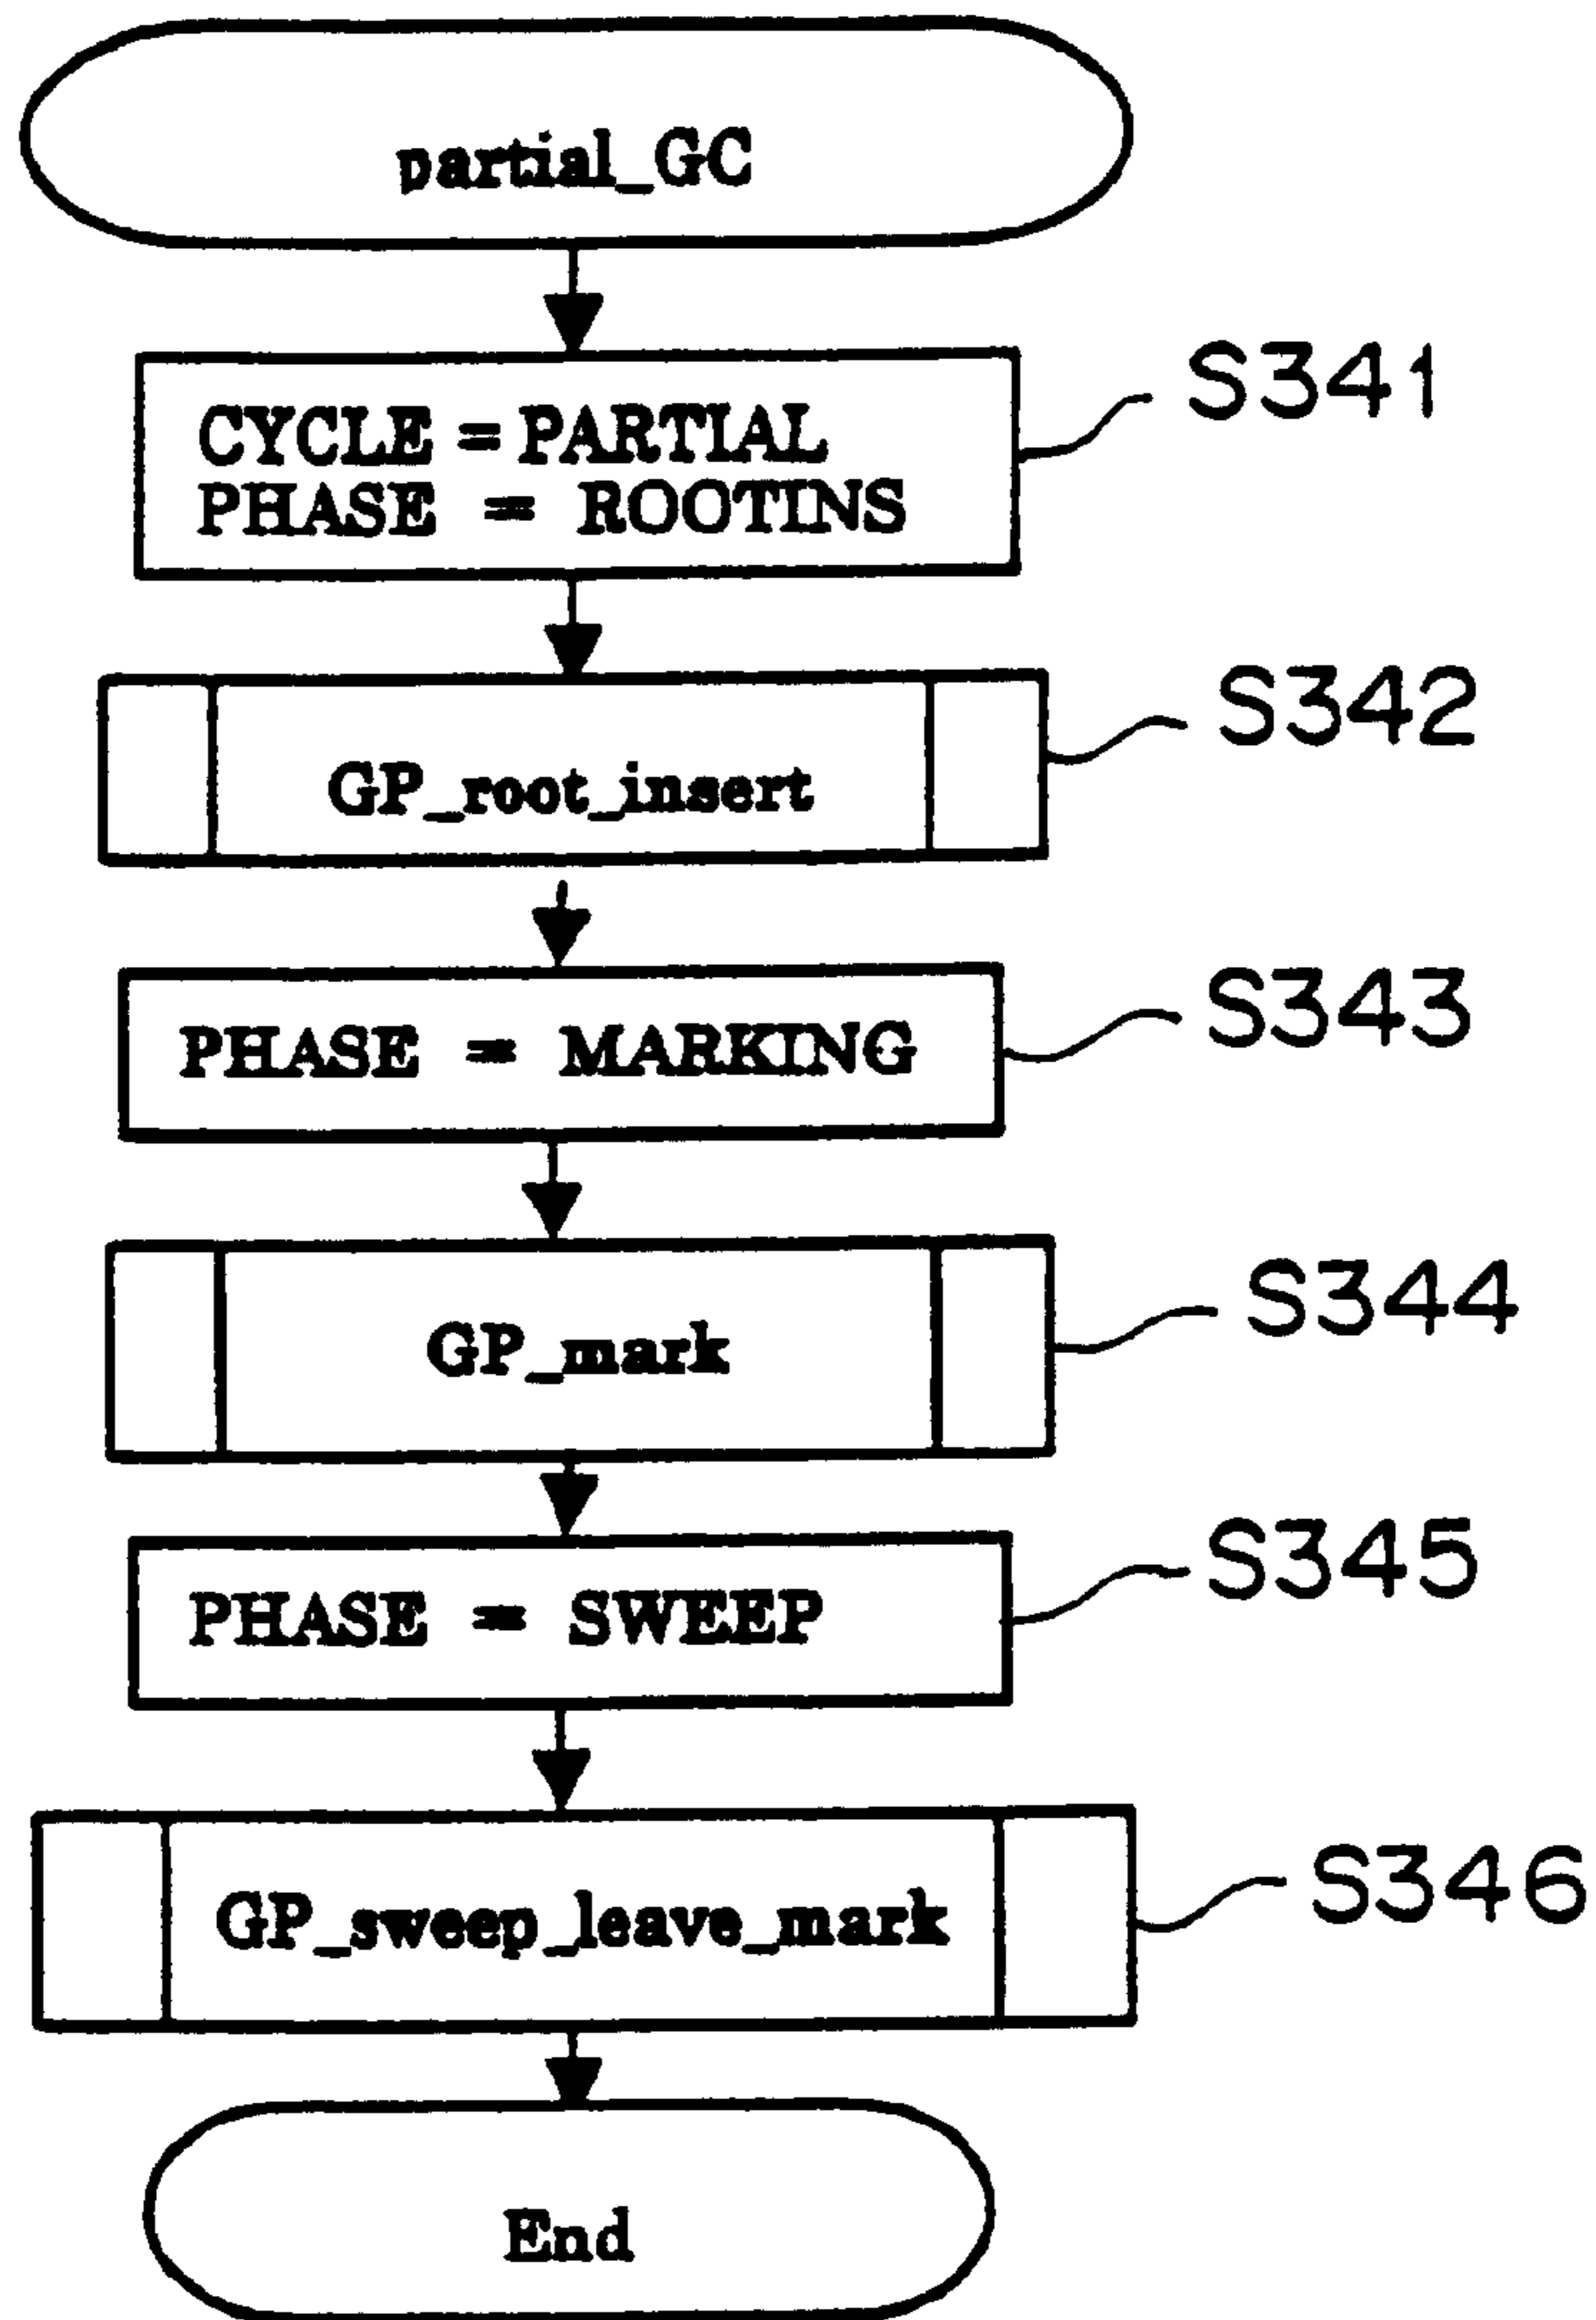 partial_GC
CYCLE = PARTIAL
PHASE = ROOTINS
S341
GP_root_insert
S342
PHASE = MARKING
S343
GP_mark
S344
PHASE = SWEEP
S345
GP_sweep_leave_mark
S346
End